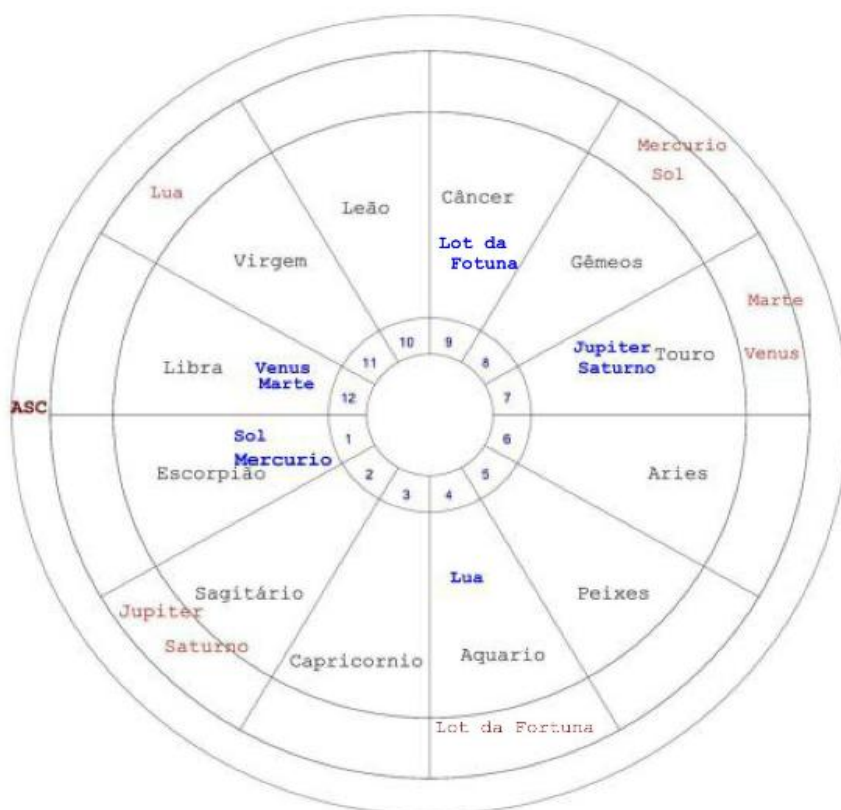 Mercurio
Sol
Lua
Câncer
Leão
Lot da
Fotuna
Virgem
Gêmeos
Marte
10
9
11
8
Jupiter
Touro
Venus
Libra
Venus
Saturno
Marte
12
7
ASC
Sol
1
6
Mercurio
Escorpião
Aries
2
5
3
4
Lua
Sagitário
Peixes
Jupiter
Saturno
Capricornio
Aquario
Lot da Fortuna